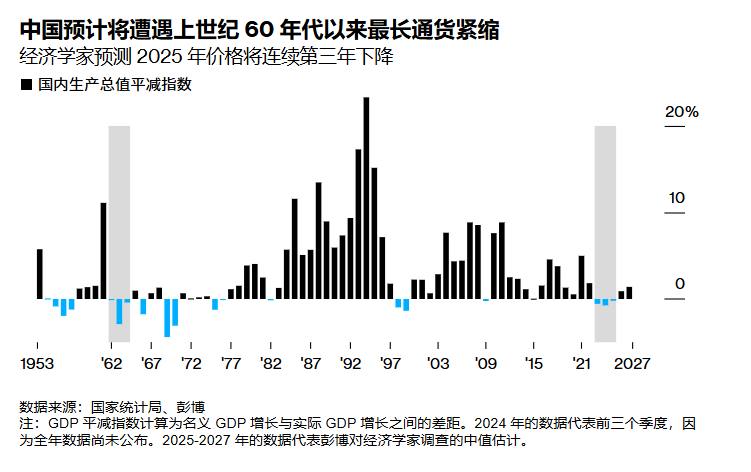 中国预计将遭遇上世纪 60 年代以来最长通货紧缩
经济学家预测 2025 年价格将连续第三年下降
国内生产总值平减指数
20%
10
0
1953 '62 '67 '72 '77 '82 '87 '92 '97 '03 '09 '15 '21 2027
数据来源：国家统计局、彭博
注：GDP 平减指数计算为名义 GDP 增长与实际 GDP 增长之间的差距。2024 年的数据代表前三个季度，因
为全年数据尚未公布。2025-2027 年的数据代表彭博对经济学家调查的中值估计。